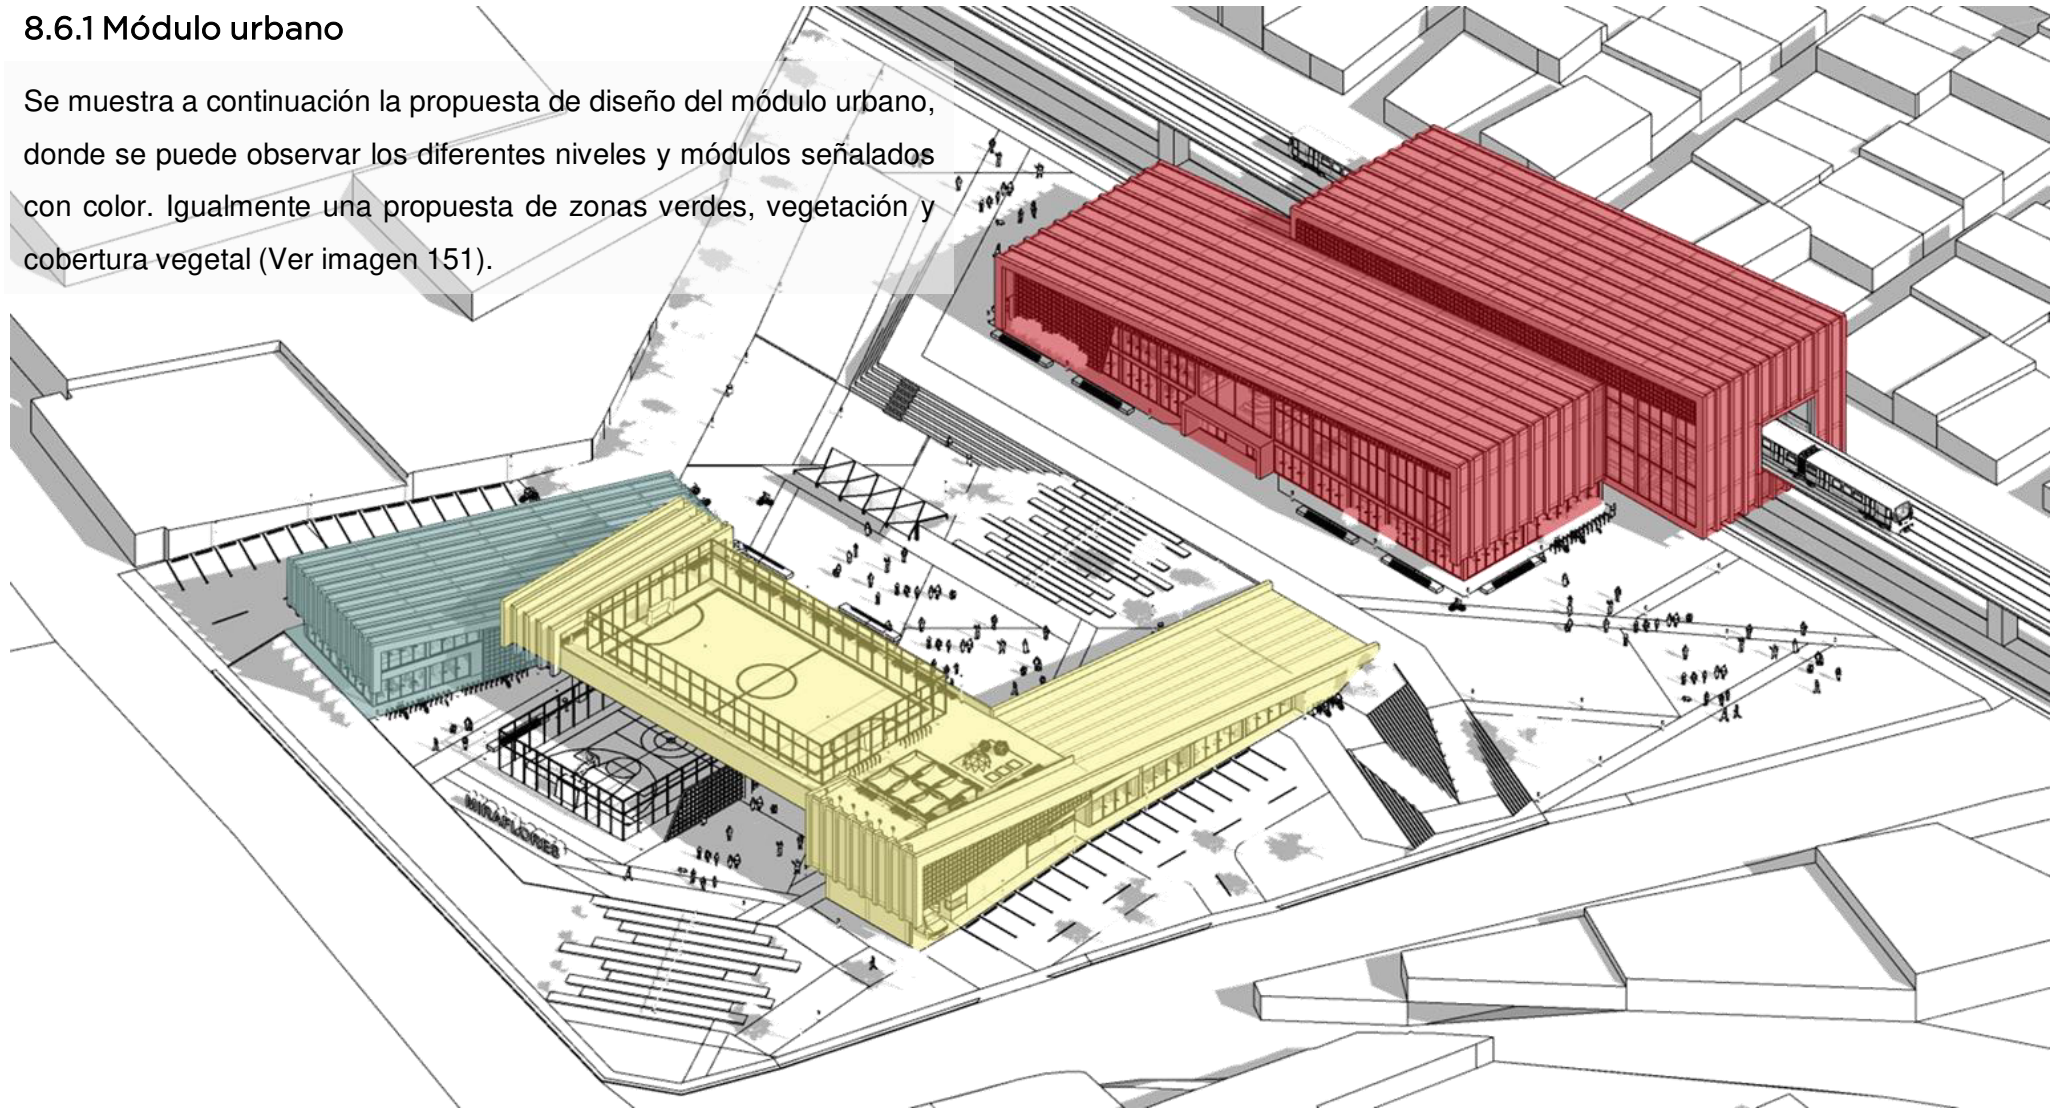 8.6.1 Módulo urbano
Se muestra a continuación la propuesta de diseño del módulo urbano,
donde se puede observar los diferentes niveles y módulos señalados
con color. Igualmente una propuesta de zonas verdes, vegetación y
cobertura vegetal (Ver imagen 151).
MIRAFLORES